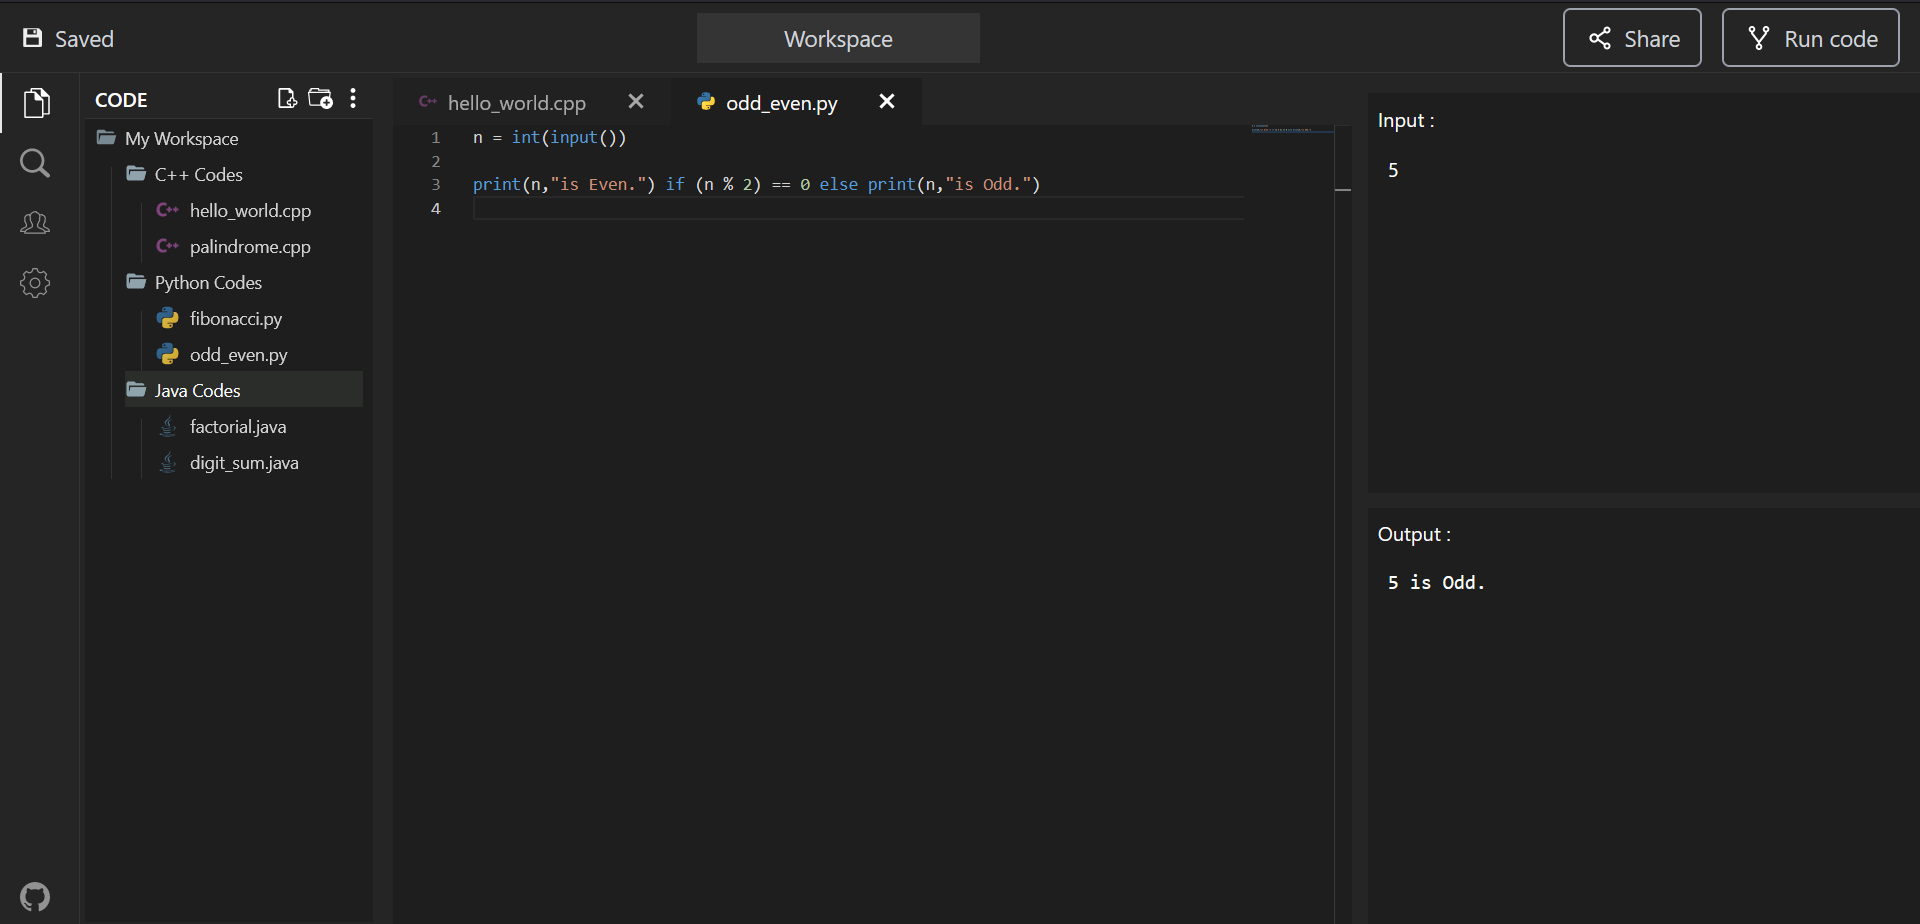 Saved
Workspace
Share
Run code
CODE
My Workspace
C++ Codes
C++ hello_world.cpp
C++ palindrome.cpp
Python Codes
fibonacci.py
odd_even.py
Java Codes
factorial.java
digit_sum.java
C++ hello_world.cpp
odd_even.py
1 n = int(input())
2
3 print(n,"is Even.") if (n % 2) == 0 else print(n,"is Odd.")
4
Input :
5
Output :
5 is Odd.